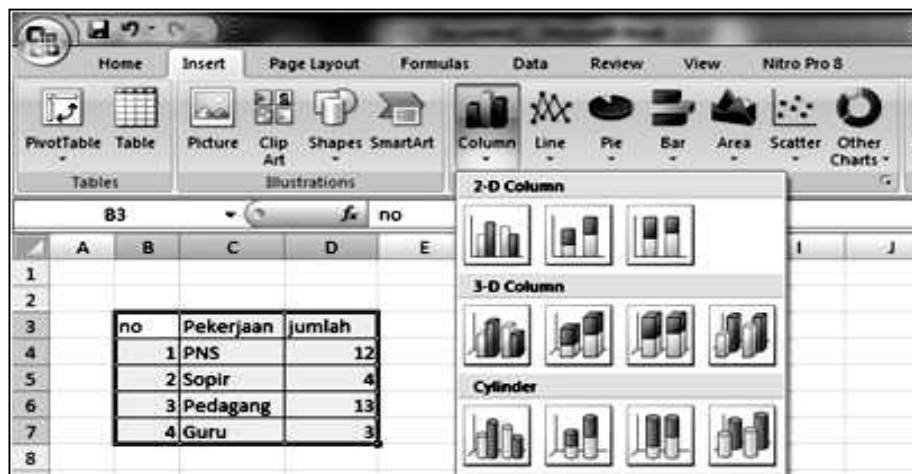 Home Insert Page Layout Formulas Data Review View Nitro Pro 8
PivotTable Table Picture Clip Art Shapes SmartArt Column Line Pie Bar Area Scatter Other Charts
Tables Illustrations
2-D Column
B3 fx no
A B C D E I J
3-D Column
1
2
3 no Pekerjaan jumlah
4 1 PNS 12
5 2 Sopir 4
Cylinder
6 3 Pedagang 13
7 4 Guru 3
8